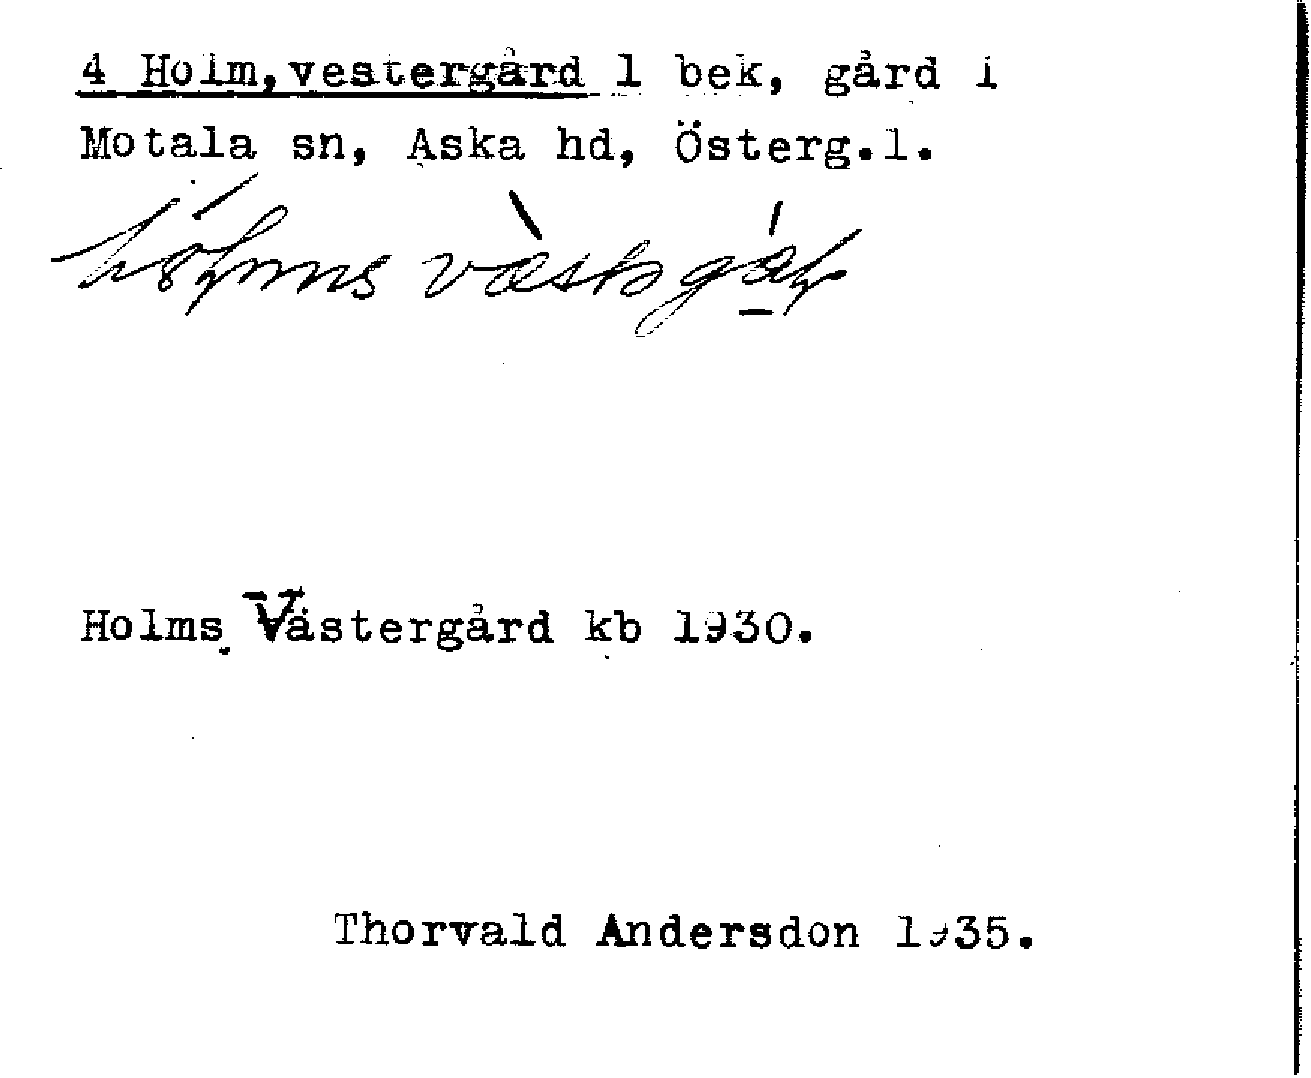 4 Holm, vestergård 1 bek, gård i
Motala sn, Aska hd, Österg.l.
Holms Västergård kb 1930.
Thorvald Andersdon 1935.